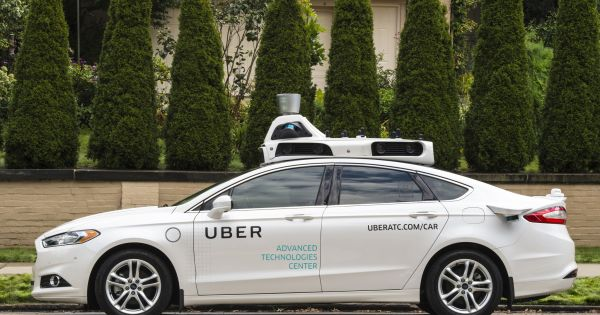 UBER
ADVANCED
TECHNOLOGIES
CENTER
UBERATC.COM/CAR